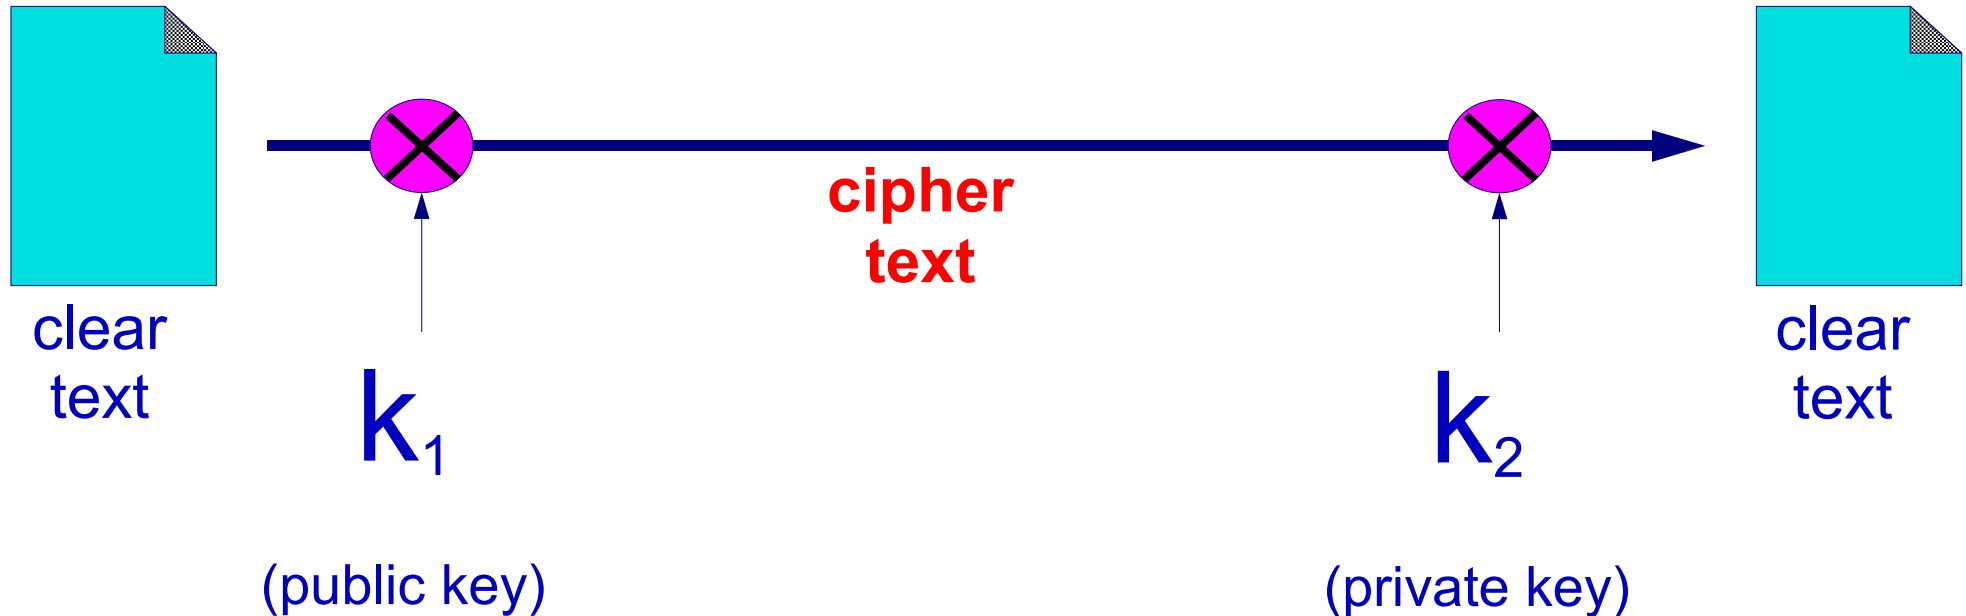 cipher
text
clear
text
clear
text
k1
k2
(public key)
(private key)